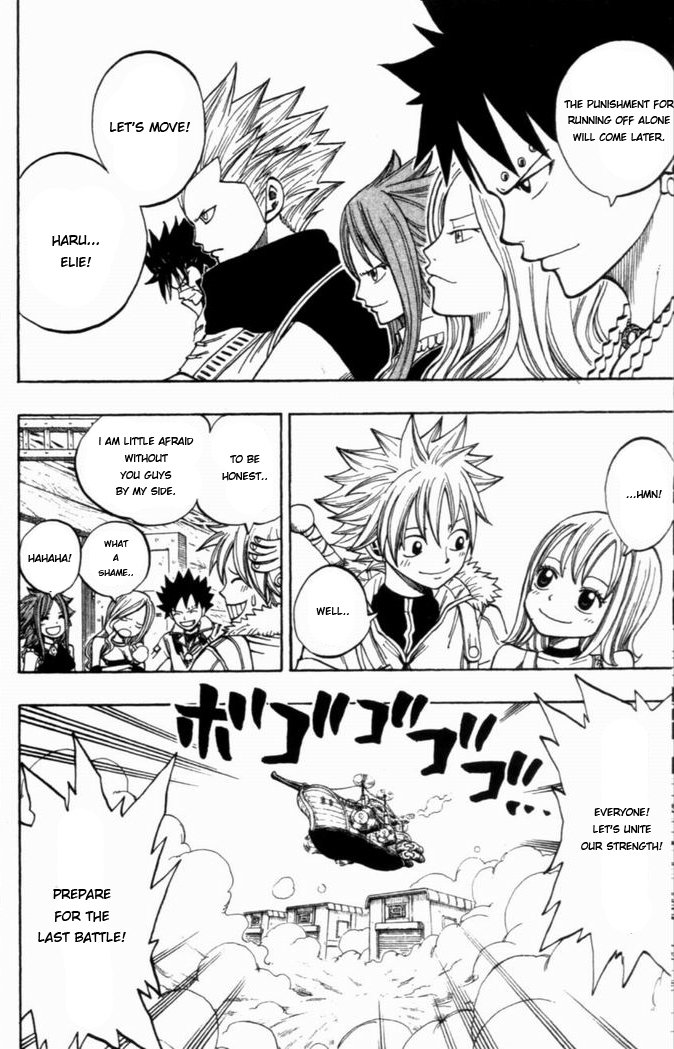 THE PUNISHMENT FOR
RUNNING OFF ALONE
WILL COME LATER.
LET'S MOVE!
HARU...
ELIE!
...HMN!
WELL..
TO BE
HONEST..
I AM LITTLE AFRAID
WITHOUT
YOU GUYS
BY MY SIDE.
WHAT
A
SHAME..
HAHAHA!
ボゴゴゴゴ...
EVERYONE!
LET'S UNITE
OUR STRENGTH!
PREPARE
FOR THE
LAST BATTLE!